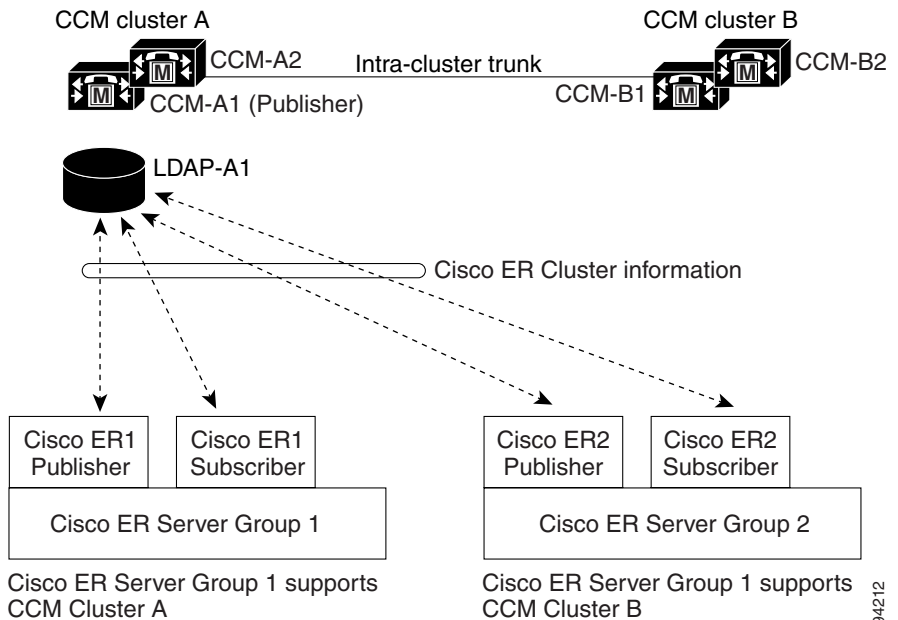 CCM cluster A
CCM cluster B
CCM-A2
Intra-cluster trunk
CCM-B2
M
M
CCM-A1 (Publisher)
CCM-B1
M
M
LDAP-A1
Cisco ER Cluster information
Cisco ER1
Publisher
Cisco ER1
Subscriber
Cisco ER2
Publisher
Cisco ER2
Subscriber
Cisco ER Server Group 1
Cisco ER Server Group 2
Cisco ER Server Group 1 supports
CCM Cluster A
Cisco ER Server Group 1 supports
CCM Cluster B
94212